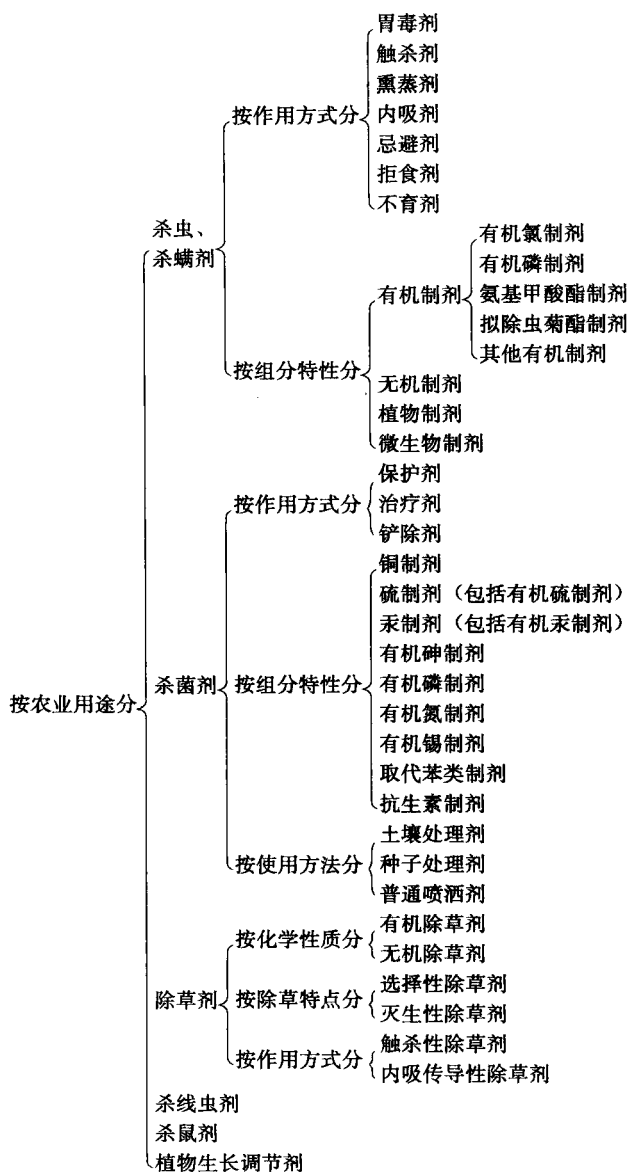 胃毒剂
触杀剂
熏蒸剂
按作用方式分
内吸剂
忌避剂
拒食剂
不育剂
杀虫、
杀螨剂
有机氯制剂
有机磷制剂
有机制剂
氨基甲酸酯制剂
拟除虫菊酯制剂
其他有机制剂
按组分特性分
无机制剂
植物制剂
微生物制剂
保护剂
按作用方式分
治疗剂
铲除剂
铜制剂
硫制剂（包括有机硫制剂）
汞制剂（包括有机汞制剂）
有机砷制剂
按农业用途分
杀菌剂
按组分特性分
有机磷制剂
有机氮制剂
有机锡制剂
取代苯类制剂
抗生素制剂
土壤处理剂
按使用方法分
种子处理剂
普通喷洒剂
按化学性质分
有机除草剂
无机除草剂
除草剂
按除草特点分
选择性除草剂
灭生性除草剂
按作用方式分
触杀性除草剂
内吸传导性除草剂
杀线虫剂
杀鼠剂
植物生长调节剂